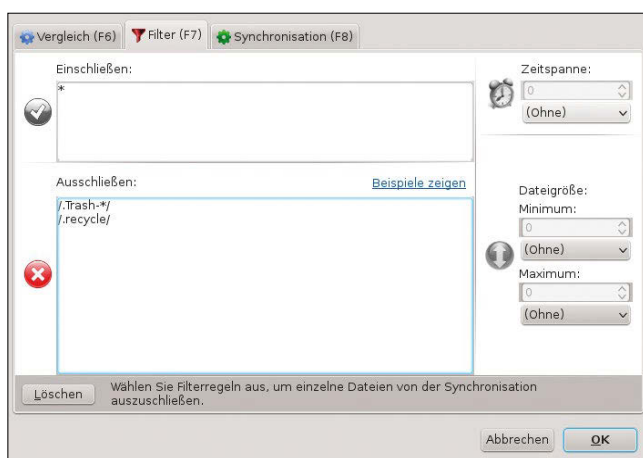 Vergleich (F6) Filter (F7) Synchronisation (F8)
Einschließen:
*
Zeitspanne:
0
(Ohne)
Ausschließen: Beispiele zeigen
/.Trash-*/
/.recycle/
Dateigröße:
Minimum:
0
(Ohne)
Maximum:
0
(Ohne)
Löschen
Wählen Sie Filterregeln aus, um einzelne Dateien von der Synchronisation
auszuschließen.
Abbrechen OK